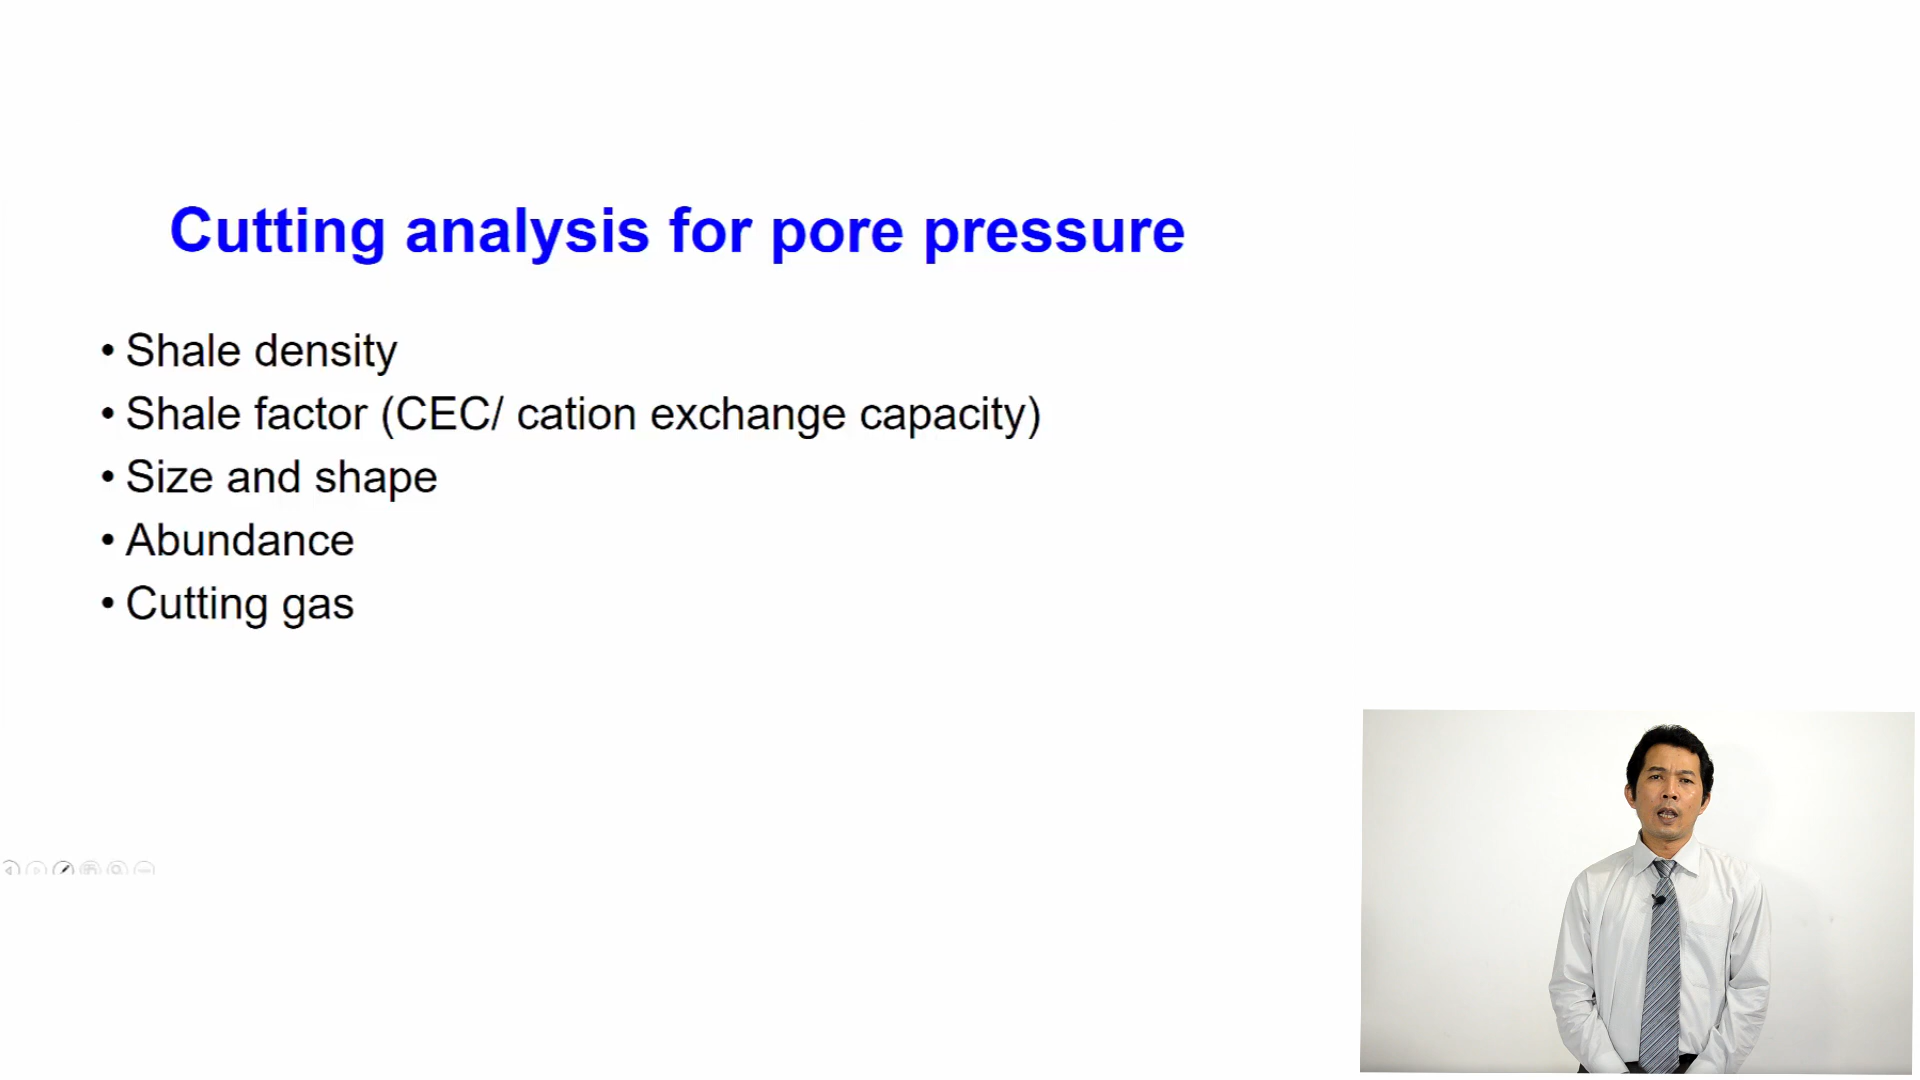 Cutting analysis for pore pressure
• Shale density
• Shale factor (CEC/ cation exchange capacity)
• Size and shape
• Abundance
• Cutting gas